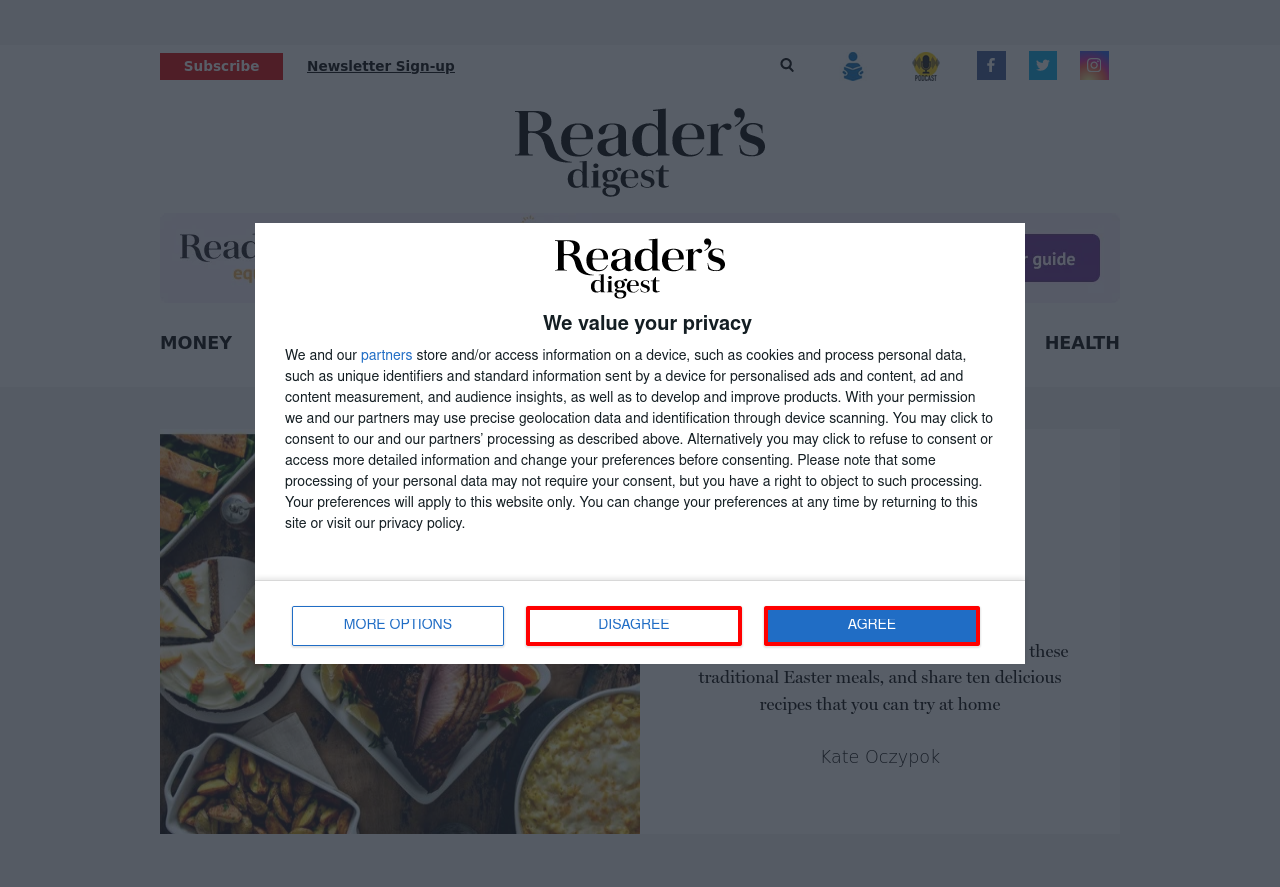 Subscribe
Newsletter Sign-up
PODCAST
Reader's
digest
Reader's
digest
r guide
We value your privacy
We and our partners store and/or access information on a device, such as cookies and process personal data,
such as unique identifiers and standard information sent by a device for personalised ads and content, ad and
content measurement, and audience insights, as well as to develop and improve products. With your permission
we and our partners may use precise geolocation data and identification through device scanning. You may click to
consent to our and our partners’ processing as described above. Alternatively you may click to refuse to consent or
access more detailed information and change your preferences before consenting. Please note that some
processing of your personal data may not require your consent, but you have a right to object to such processing.
Your preferences will apply to this website only. You can change your preferences at any time by returning to this
site or visit our privacy policy.
MONEY
HEALTH
MORE OPTIONS
DISAGREE
AGREE
these
traditional Easter meals, and share ten delicious
recipes that you can try at home
Kate Oczypok